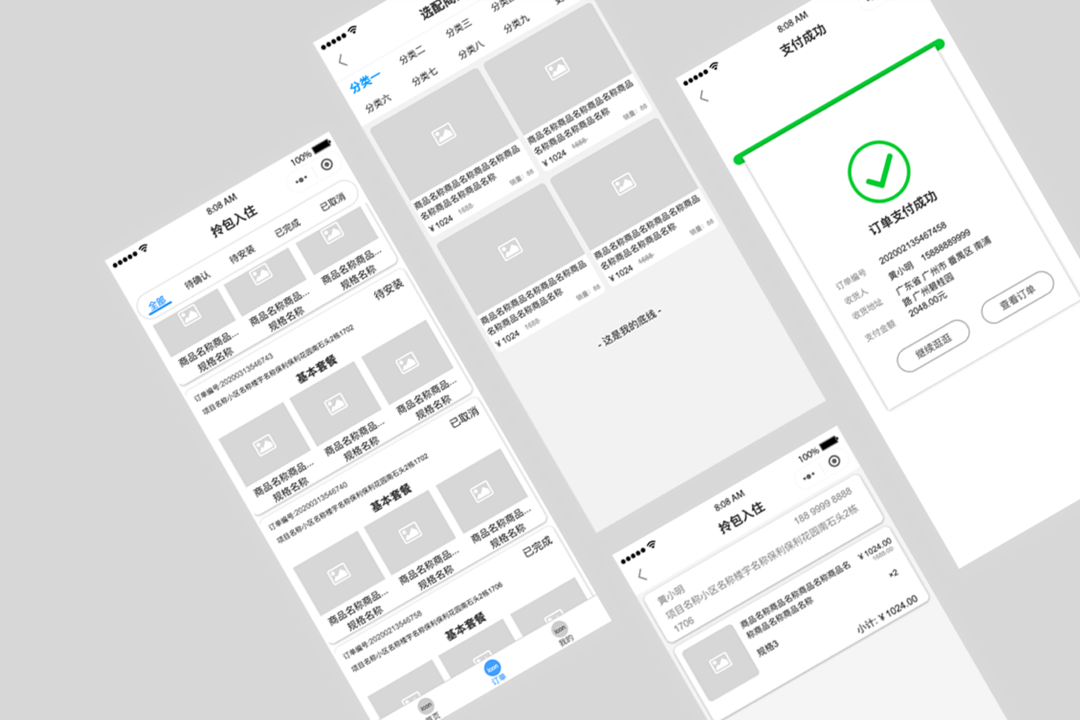 100%
8:08 AM
拎包入住
全部
待确认
待安装
已完成
已取消
商品名称商品...
规格名称
商品名称商品...
规格名称
商品名称商品...
规格名称
待安装
订单编号:20200313546743
项目名称小区名称楼宇名称保利保利花园南石头2栋1702
基本套餐
商品名称商品...
规格名称
商品名称商品...
规格名称
商品名称商品...
规格名称
已取消
订单编号:20200313546740
项目名称小区名称楼宇名称保利保利花园南石头2栋1702
基本套餐
商品名称商品...
规格名称
商品名称商品...
规格名称
商品名称商品...
规格名称
已完成
订单编号:20200213546758
项目名称小区名称楼宇名称保利保利花园南石头2栋1706
基本套餐
icon
icon
订单
icon
我的
选配商
分类一
分类二
分类三
分类六
分类七
分类八
分类九
商品名称商品名称商品名称商品
名称商品名称商品名称
¥ 1024
1688
销量: 88
商品名称商品名称商品名称商品
名称商品名称商品名称
¥ 1024
1688
销量: 88
商品名称商品名称商品名称商品
名称商品名称商品名称
¥ 1024
1688
销量: 88
商品名称商品名称商品名称商品
名称商品名称商品名称
¥ 1024
1688
销量: 88
- 这是我的底线 -
8:08 AM
支付成功
订单支付成功
订单编号
202002135467458
收货人
黄小明 15888889999
收货地址
广东省 广州市 番禺区 南浦
路 广州碧桂园
支付金额
2048.00元
继续逛逛
查看订单
100%
8:08 AM
拎包入住
黄小明
188 9999 8888
项目名称小区名称楼宇名称保利保利花园南石头2栋
1706
商品名称商品名称商品名称商品名
称商品名称商品名称
规格3
¥ 1024.00
1688.00
×2
小计: ¥ 1024.00